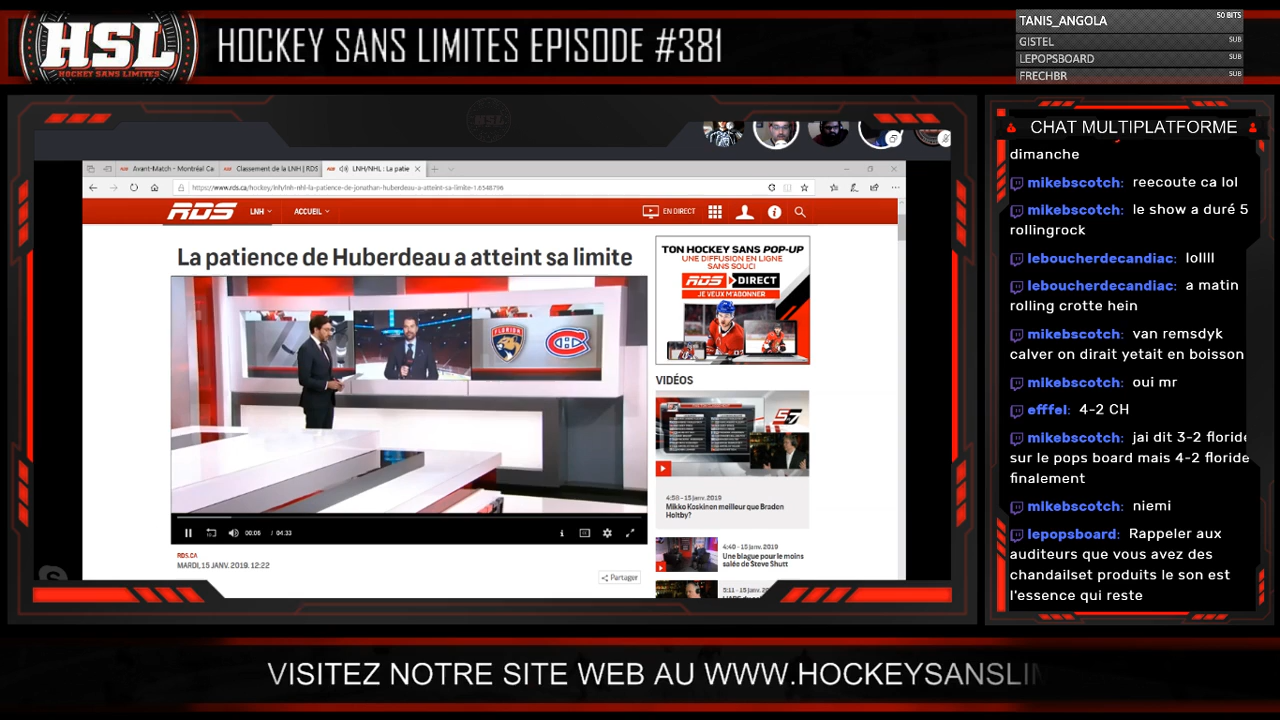 HSL
HOCKEY SANS LIMITES
HOCKEY SANS LIMITES EPISODE #381
TANIS_ANGOLA 50 BITS
GISTEL SUB
LEPOPSBOARD SUB
FRECHBR SUB
Avant-Match - Montréal Ca
Classement de la LNH | RDS
LNH/NHL : La patie
https://www.rds.ca/hockey/lnh/lnh-nhl-la-patience-de-jonathan-huberdeau-a-atteint-sa-limite-1.6548796
RDS LNH ACCUEIL EN DIRECT
La patience de Huberdeau a atteint sa limite
FLORIDA
00:06 / 04:33
RDS.CA
MARDI, 15 JANV. 2019. 12:22
Partager
TON HOCKEY SANS POP-UP
UNE DIFFUSION EN LIGNE
SANS SOUCI
RDS DIRECT
JE VEUX M'ABONNER
VIDÉOS
4:58 - 15 janv. 2019
Mikko Koskinen meilleur que Braden
Holtby?
4:40 - 15 janv. 2019
Une blague pour le moins
salée de Steve Shutt
5:11 - 15 janv. 2019
CHAT MULTIPLATFORME
dimanche
mikebscotch: reecoute ca lol
mikebscotch: le show a duré 5
rollingrock
leboucherdecandiac: lollll
leboucherdecandiac: a matin
rolling crotte hein
mikebscotch: van remsdyk
calver on dirait yetait en boisson
mikebscotch: oui mr
efffel: 4-2 CH
mikebscotch: jai dit 3-2 floride
sur le pops board mais 4-2 floride
finalement
mikebscotch: niemi
lepopsboard: Rappeler aux
auditeurs que vous avez des
chandailset produits le son est
l'essence qui reste
VISITEZ NOTRE SITE WEB AU WWW.HOCKEYSANSLIM